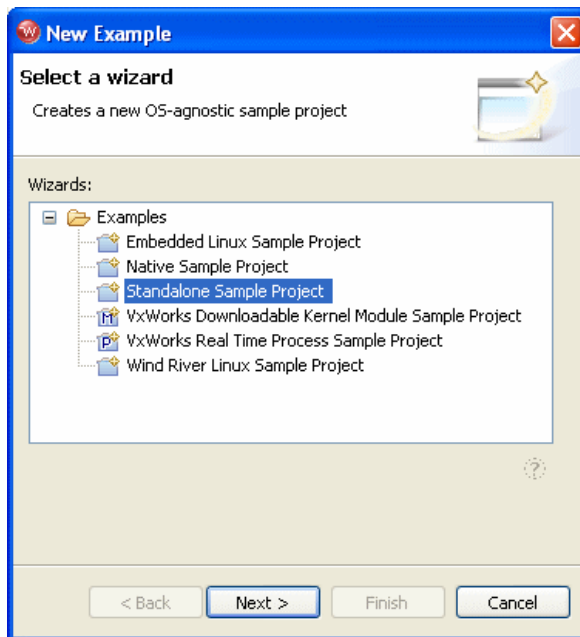 New Example
Select a wizard
Creates a new OS-agnostic sample project
Wizards:
Examples
Embedded Linux Sample Project
Native Sample Project
Standalone Sample Project
VxWorks Downloadable Kernel Module Sample Project
VxWorks Real Time Process Sample Project
Wind River Linux Sample Project
< Back Next > Finish Cancel